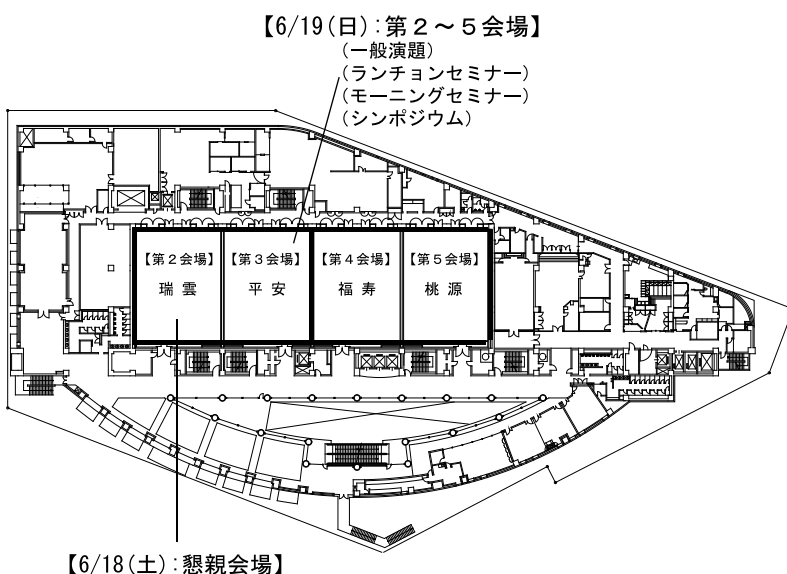 【6/19(日):第２～５会場】
(一般演題)
(ランチョンセミナー)
(モーニングセミナー)
(シンポジウム)
【第２会場】 【第３会場】 【第４会場】 【第５会場】
瑞雲 平安 福寿 桃源
【6/18(土):懇親会場】